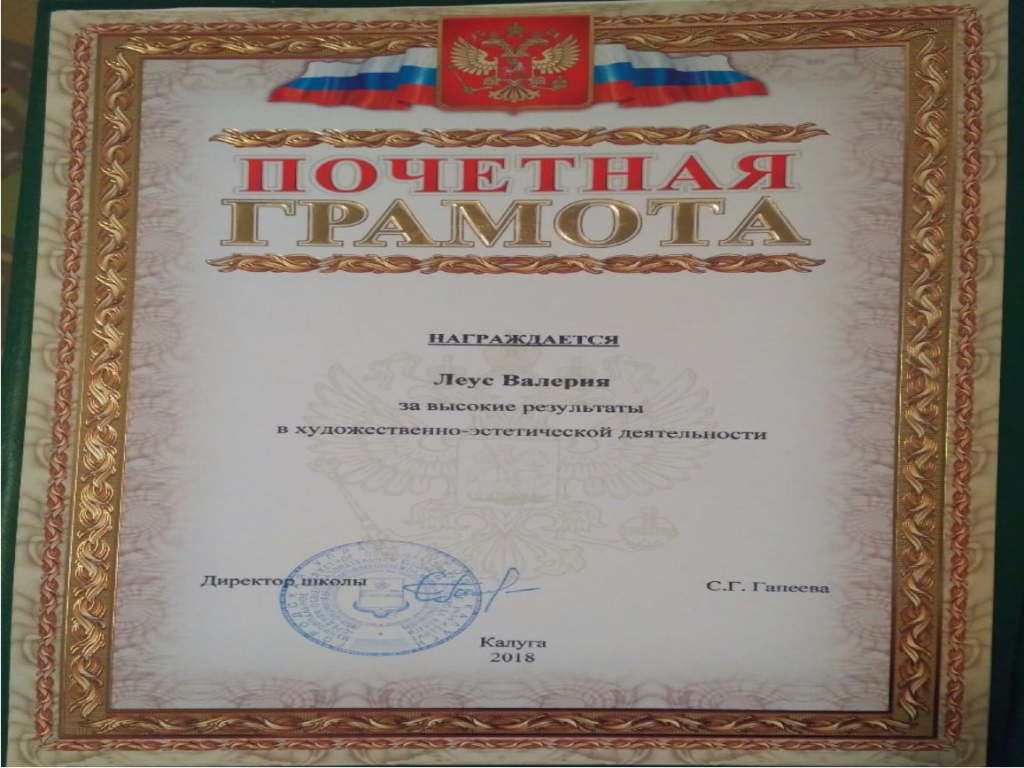 ПОЧЕТНАЯ
ГРАМОТА
НАГРАЖДАЕТСЯ
Леус Валерия
за высокие результаты
в художественно-эстетической деятельности
Директор школы
С.Г. Гапеева
Калуга
2018